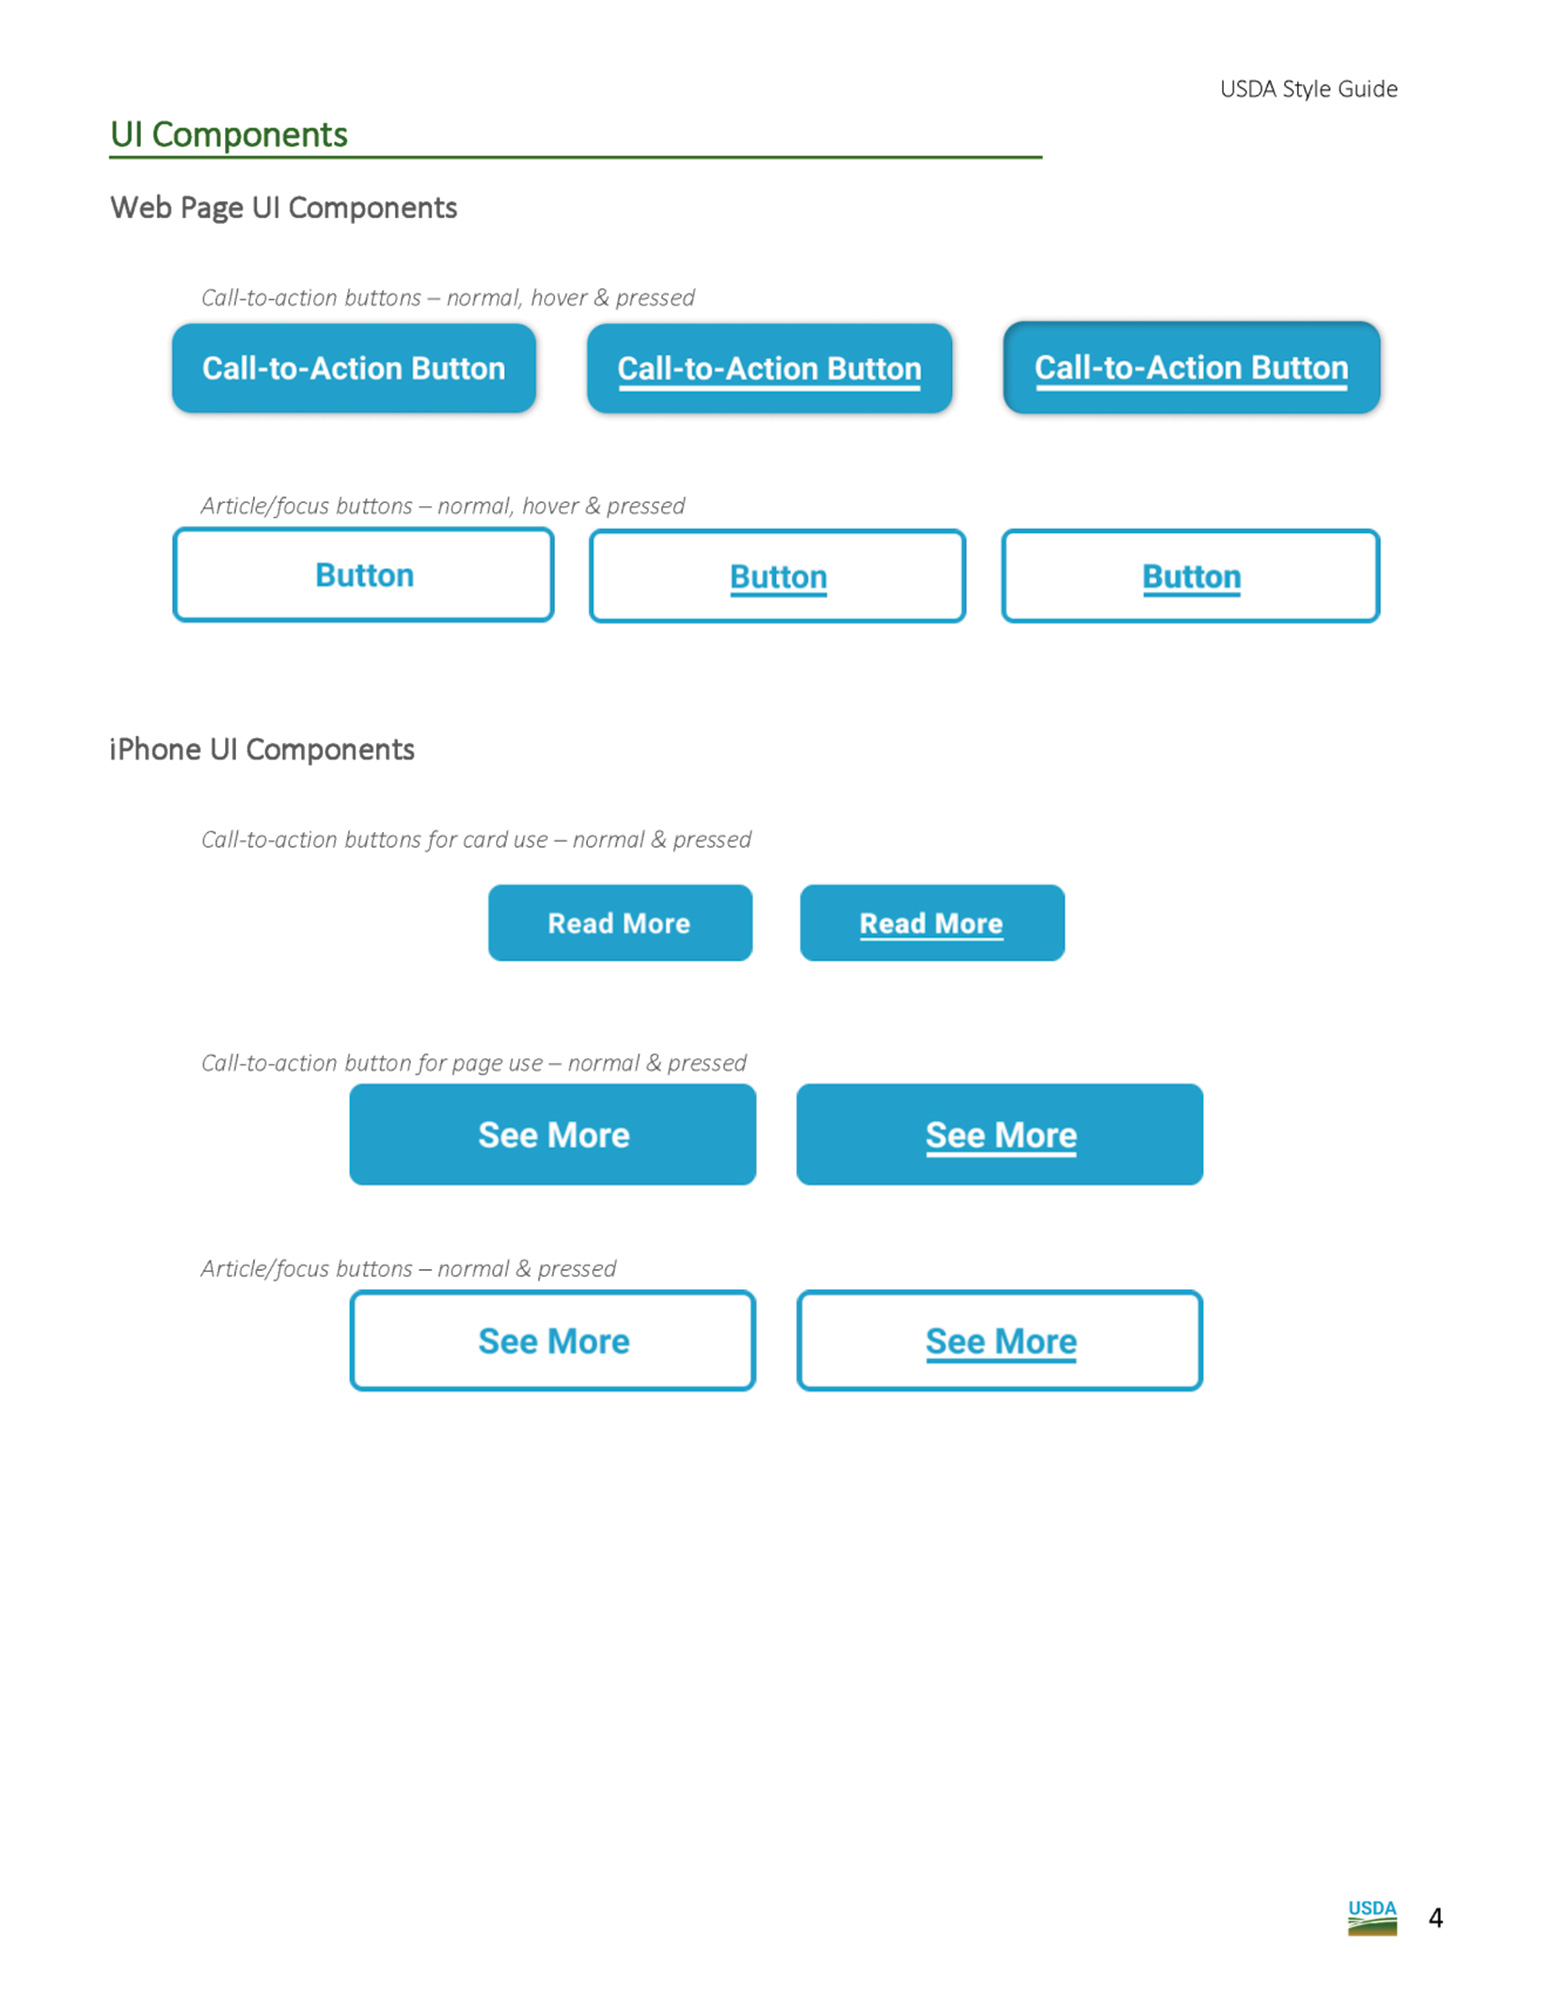 USDA Style Guide
UI Components
Web Page UI Components
Call-to-action buttons – normal, hover & pressed
Call-to-Action Button Call-to-Action Button Call-to-Action Button
Article/focus buttons – normal, hover & pressed
Button Button Button
iPhone UI Components
Call-to-action buttons for card use – normal & pressed
Read More Read More
Call-to-action button for page use – normal & pressed
See More See More
Article/focus buttons – normal & pressed
See More See More
USDA 4